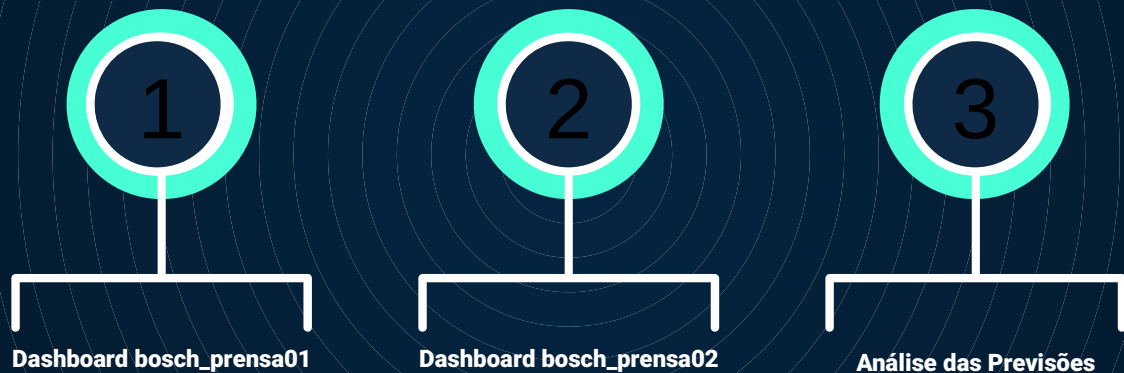 1
2
3
Dashboard bosch_prensa01
Dashboard bosch_prensa02
Análise das Previsões